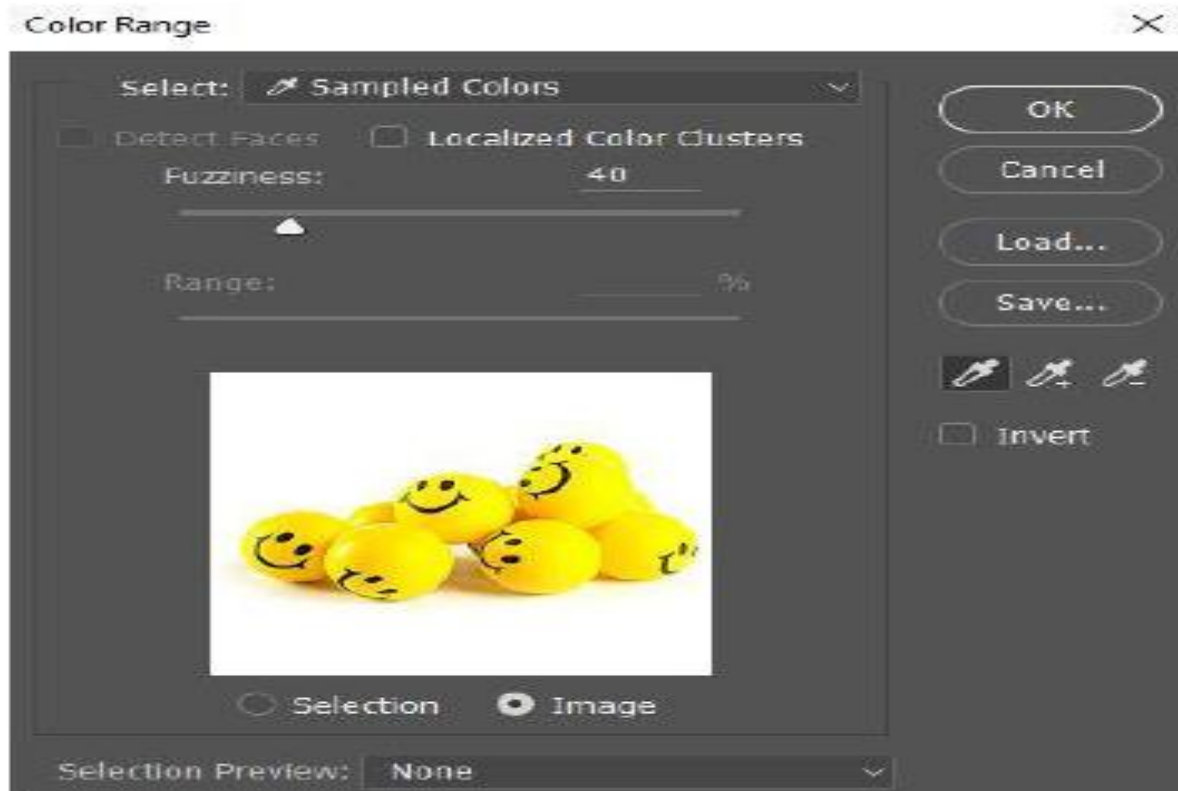 Color Range
Select: Sampled Colors
Detect Faces Localized Color Clusters
Fuzziness: 40
Range: %
Selection Image
Selection Preview: None
OK
Cancel
Load...
Save...
Invert